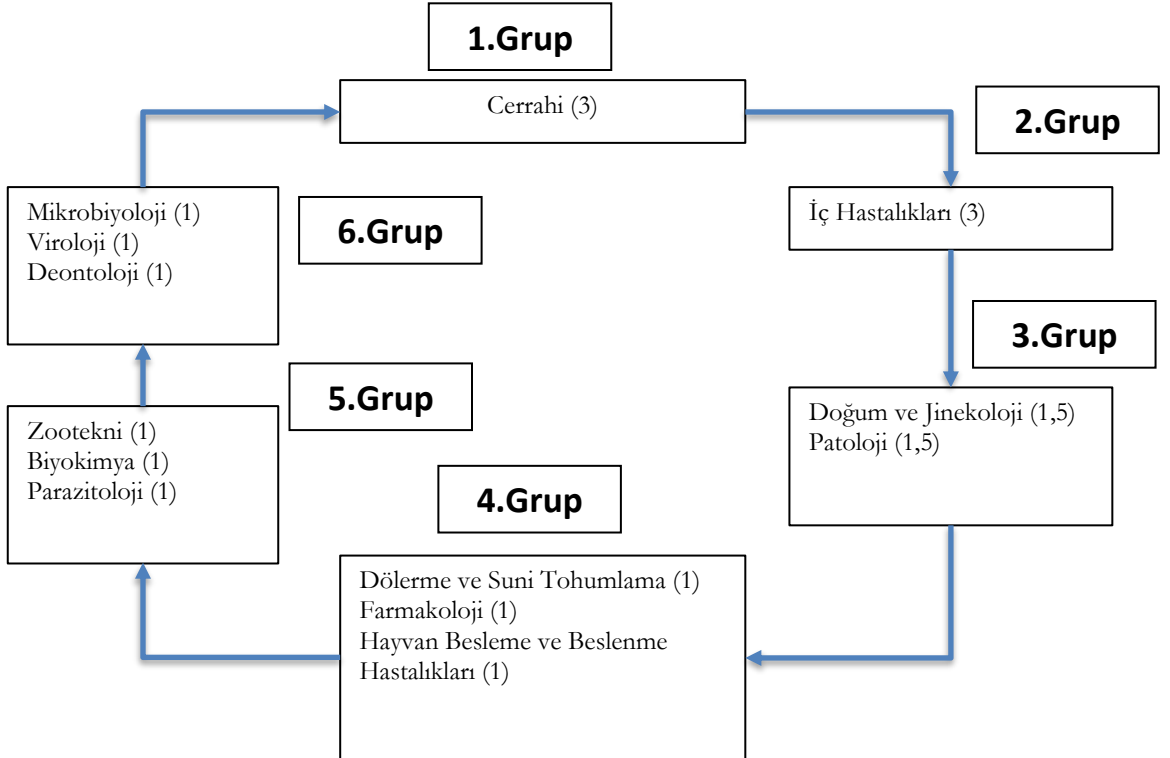 1.Grup
Cerrahi (3)
2.Grup
İç Hastalıkları (3)
3.Grup
Doğum ve Jinekoloji (1,5)
Patoloji (1,5)
4.Grup
Dölerme ve Suni Tohumlama (1)
Farmakoloji (1)
Hayvan Besleme ve Beslenme
Hastalıkları (1)
5.Grup
Zootekni (1)
Biyokimya (1)
Parazitoloji (1)
6.Grup
Mikrobiyoloji (1)
Viroloji (1)
Deontoloji (1)